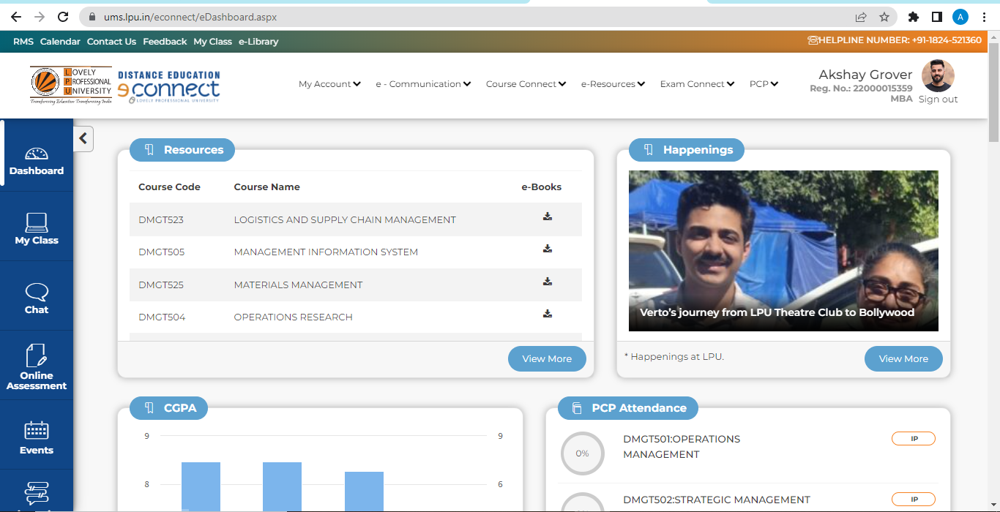 ums.lpu.in/econnect/eDashboard.aspx
A
RMS Calendar Contact Us Feedback My Class e-Library
HELPLINE NUMBER: +91-1824-521360
LOVELY
PROFESSIONAL
UNIVERSITY
Transforming Education Transforming India
DISTANCE EDUCATION
e connect
LOVELY PROFESSIONAL UNIVERSITY
My Account
e - Communication
Course Connect
e-Resources
Exam Connect
PCP
Akshay Grover
Reg. No.: 22000015359
MBA
Sign out
Dashboard
My Class
Chat
Online
Assessment
Events
Resources
Course Code Course Name e-Books
DMGT523 LOGISTICS AND SUPPLY CHAIN MANAGEMENT
DMGT505 MANAGEMENT INFORMATION SYSTEM
DMGT525 MATERIALS MANAGEMENT
DMGT504 OPERATIONS RESEARCH
View More
Happenings
Verto's journey from LPU Theatre Club to Bollywood
* Happenings at LPU.
View More
CGPA
9 9
8 6
PCP Attendance
0%
DMGT501:OPERATIONS
MANAGEMENT
IP
DMGT502:STRATEGIC MANAGEMENT
IP